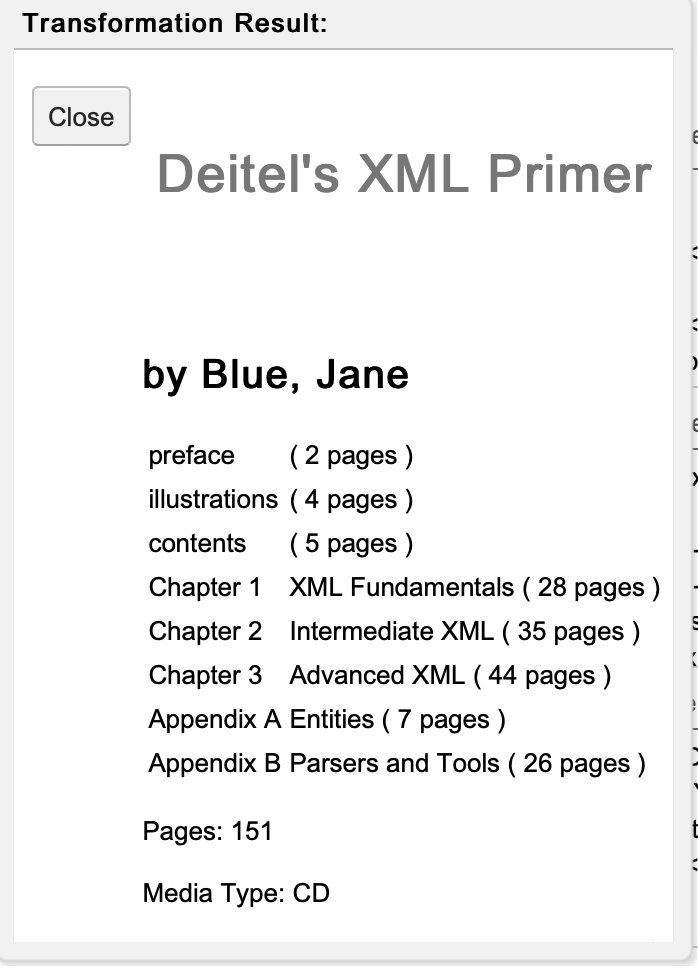 Transformation Result:
Close
Deitel's XML Primer
by Blue, Jane
preface ( 2 pages )
illustrations ( 4 pages )
contents ( 5 pages )
Chapter 1 XML Fundamentals ( 28 pages )
Chapter 2 Intermediate XML ( 35 pages )
Chapter 3 Advanced XML ( 44 pages )
Appendix A Entities ( 7 pages )
Appendix B Parsers and Tools ( 26 pages )
Pages: 151
Media Type: CD